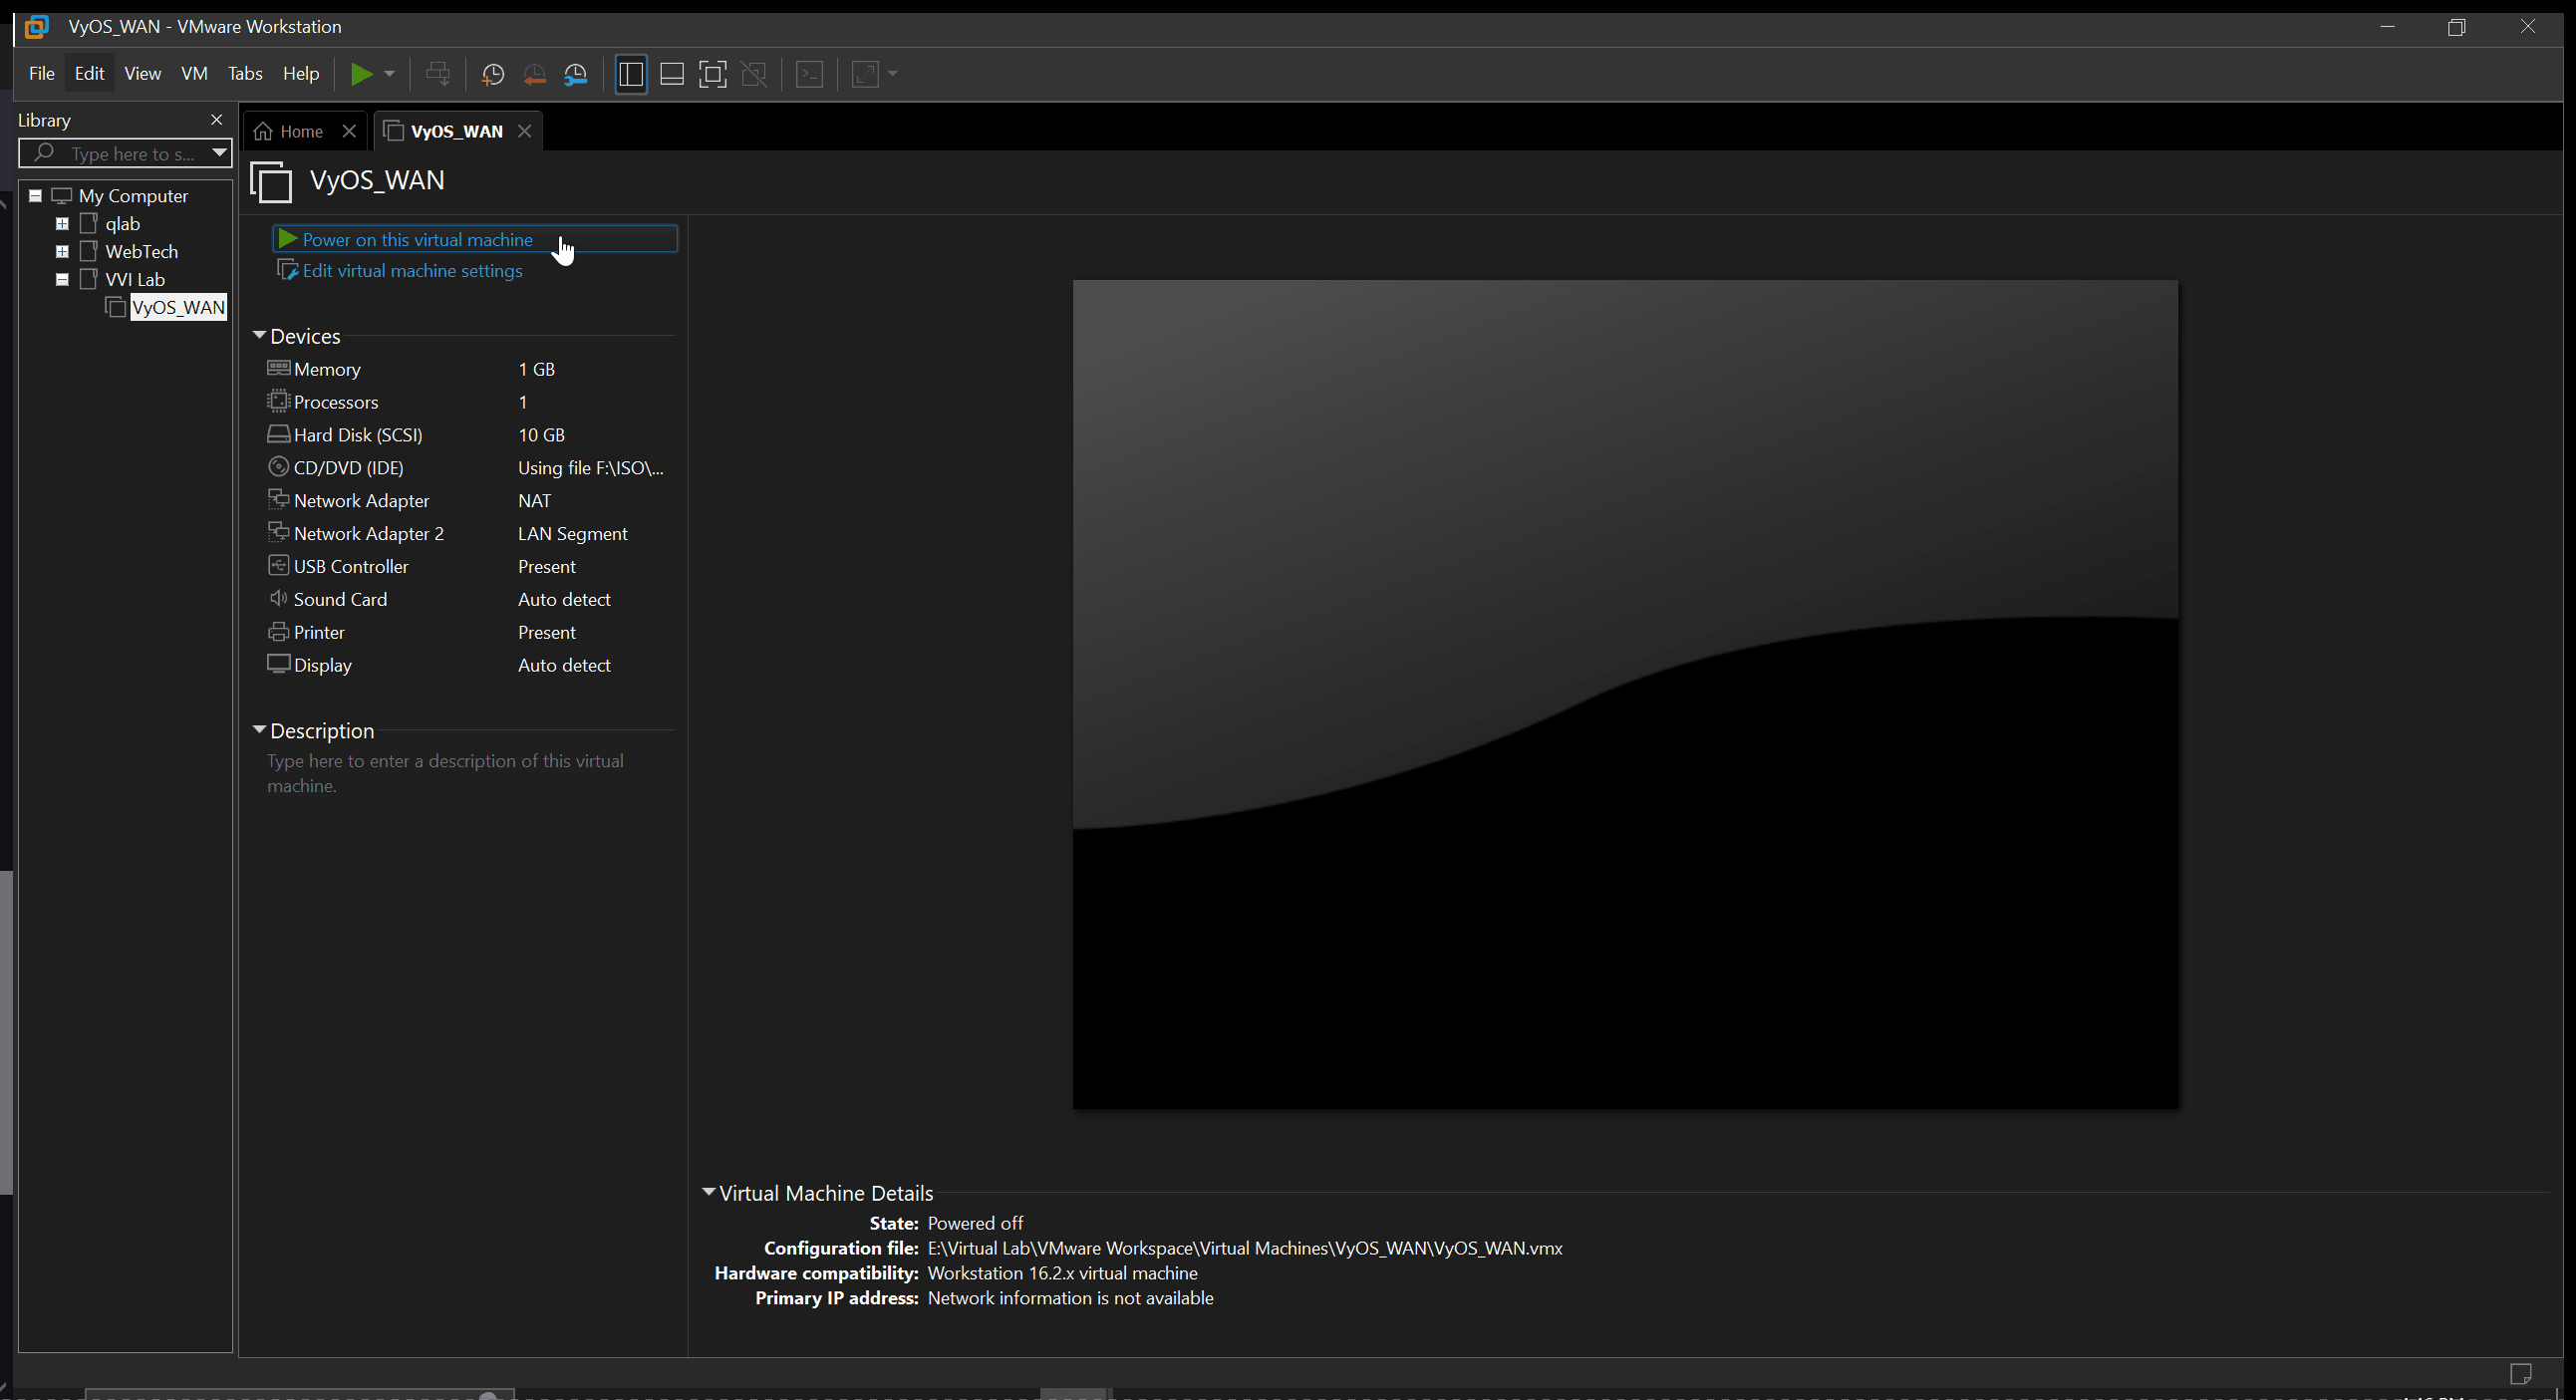 VyOS_WAN - VMware Workstation
File Edit View VM Tabs Help
Library
Home
VyOS_WAN
Type here to s...
VyOS_WAN
My Computer
qlab
WebTech
VVI Lab
VyOS_WAN
Power on this virtual machine
Edit virtual machine settings
Devices
Memory 1 GB
Processors 1
Hard Disk (SCSI) 10 GB
CD/DVD (IDE) Using file F:\ISO\...
Network Adapter NAT
Network Adapter 2 LAN Segment
USB Controller Present
Sound Card Auto detect
Printer Present
Display Auto detect
Description
Type here to enter a description of this virtual
machine.
Virtual Machine Details
State: Powered off
Configuration file: E:\Virtual Lab\VMware Workspace\Virtual Machines\VyOS_WAN\VyOS_WAN.vmx
Hardware compatibility: Workstation 16.2.x virtual machine
Primary IP address: Network information is not available